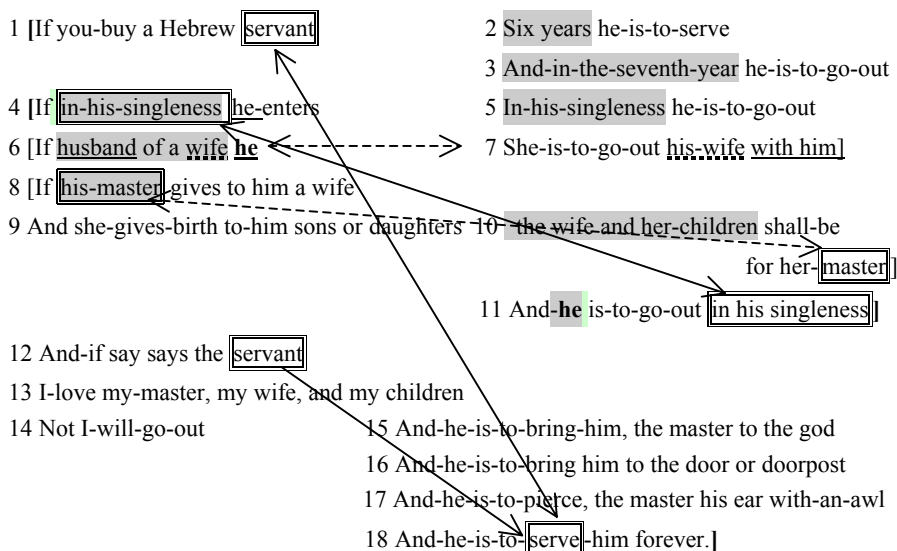 1 [If you-buy a Hebrew servant 2 Six years he-is-to-serve
3 And-in-the-seventh-year he-is-to-go-out
4 [If in-his-singleness he-enters 5 In-his-singleness he-is-to-go-out
6 [If husband of a wife he 7 She-is-to-go-out his-wife with him]
8 [If his-master gives to him a wife
9 And she-gives-birth to-him sons or daughters 10 the wife and her-children shall-be
for her-master]
11 And-he is-to-go-out in his singleness]
12 And-if say says the servant
13 I-love my-master, my wife, and my children
14 Not I-will-go-out 15 And-he-is-to-bring-him, the master to the god
16 And-he-is-to-bring him to the door or doorpost
17 And-he-is-to-pierce, the master his ear with-an-awl
18 And-he-is-to-serve-him forever.]